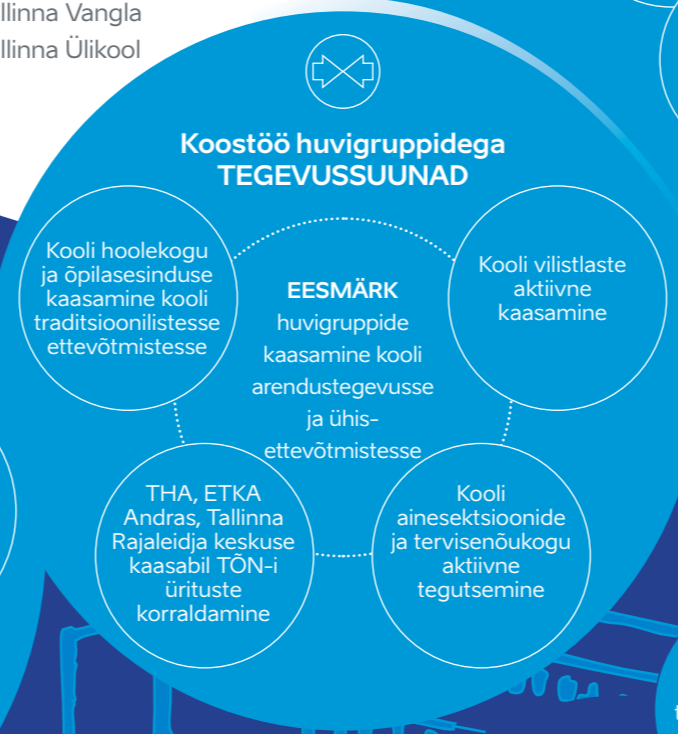 llinna Vangla
llinna Ülikool
Koostöö huvigruppidega
TEGEVUSSUUNAD
Kooli hoolekogu
ja õpilasesinduse
kaasamine kooli
traditsioonilistesse
ettevõtmistesse
EESMÄRK
huvigruppide
kaasamine kooli
arendustegevusse
ja ühis-
ettevõtmistesse
Kooli vilistlaste
aktiivne
kaasamine
THA, ETKA
Andras, Tallinna
Rajaleidja keskuse
kaasabil TÕN-i
ürituste
korraldamine
Kooli
ainesektsioonide
ja tervisenõukogu
aktiivne
tegutsemine